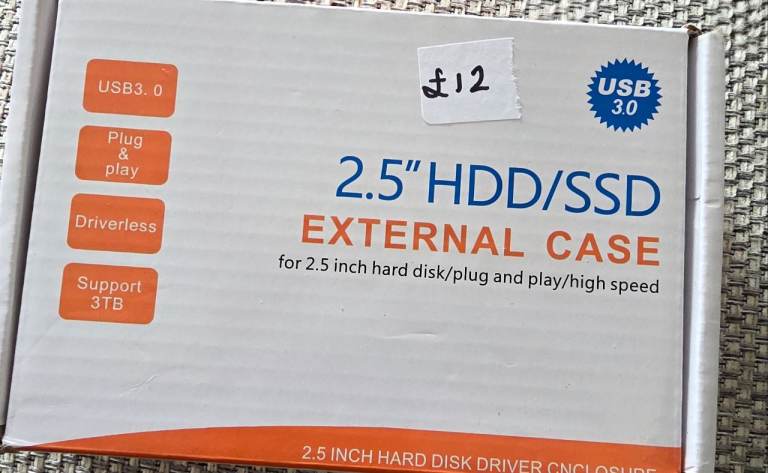 £12
USB
3.0
USB3. 0
Plug
&
play
Driverless
Support
3TB
2.5" HDD/SSD
EXTERNAL CASE
for 2.5 inch hard disk/plug and play/high speed
2.5 INCH HARD DISK DRIVER CNCLOSURE